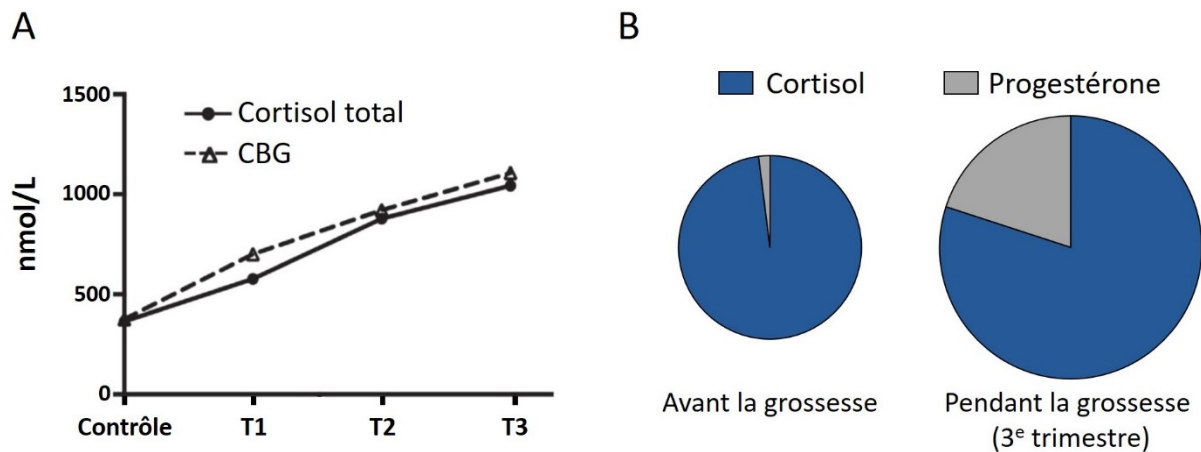 A
1500
Cortisol total
CBG
1000
nmol/L
500
0
Contrôle T1 T2 T3
B
Cortisol Progestérone
Avant la grossesse
Pendant la grossesse
(3e trimestre)